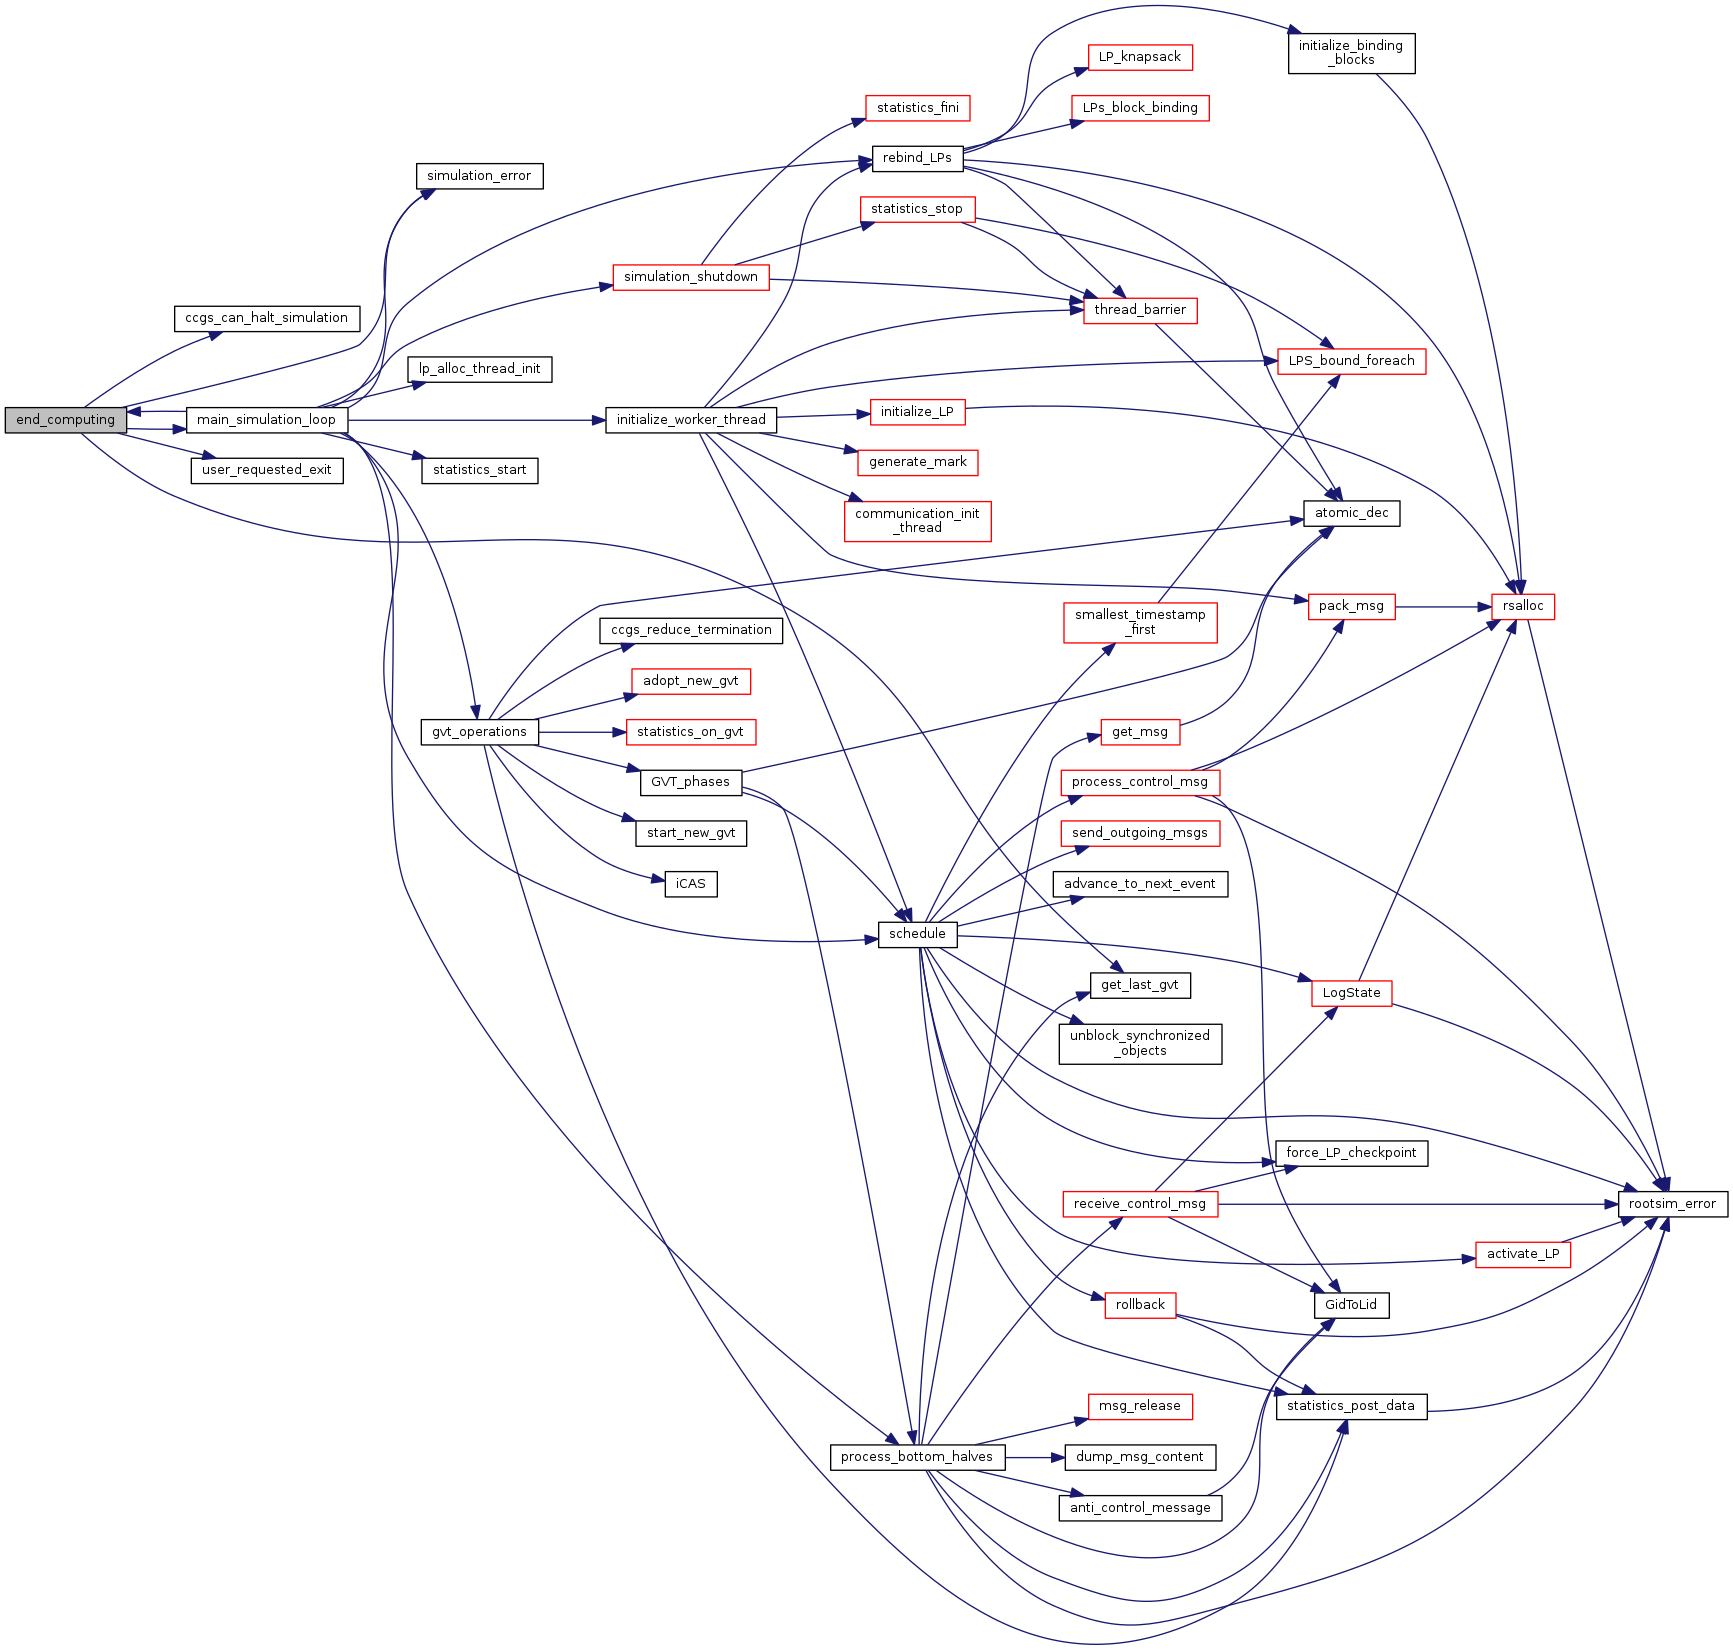 initialize_binding
_blocks
LP_knapsack
statistics_fini
LPs_block_binding
rebind_LPs
simulation_error
statistics_stop
simulation_shutdown
thread_barrier
ccgs_can_halt_simulation
LPS_bound_foreach
lp_alloc_thread_init
end_computing
main_simulation_loop
initialize_worker_thread
initialize_LP
user_requested_exit
statistics_start
generate_mark
communication_init
_thread
atomic_dec
ccgs_reduce_termination
smallest_timestamp
_first
pack_msg
rsalloc
adopt_new_gvt
gvt_operations
statistics_on_gvt
get_msg
GVT_phases
process_control_msg
start_new_gvt
send_outgoing_msgs
iCAS
advance_to_next_event
schedule
get_last_gvt
LogState
unblock_synchronized
_objects
force_LP_checkpoint
receive_control_msg
rootsim_error
activate_LP
rollback
GidToLid
msg_release
statistics_post_data
process_bottom_halves
dump_msg_content
anti_control_message